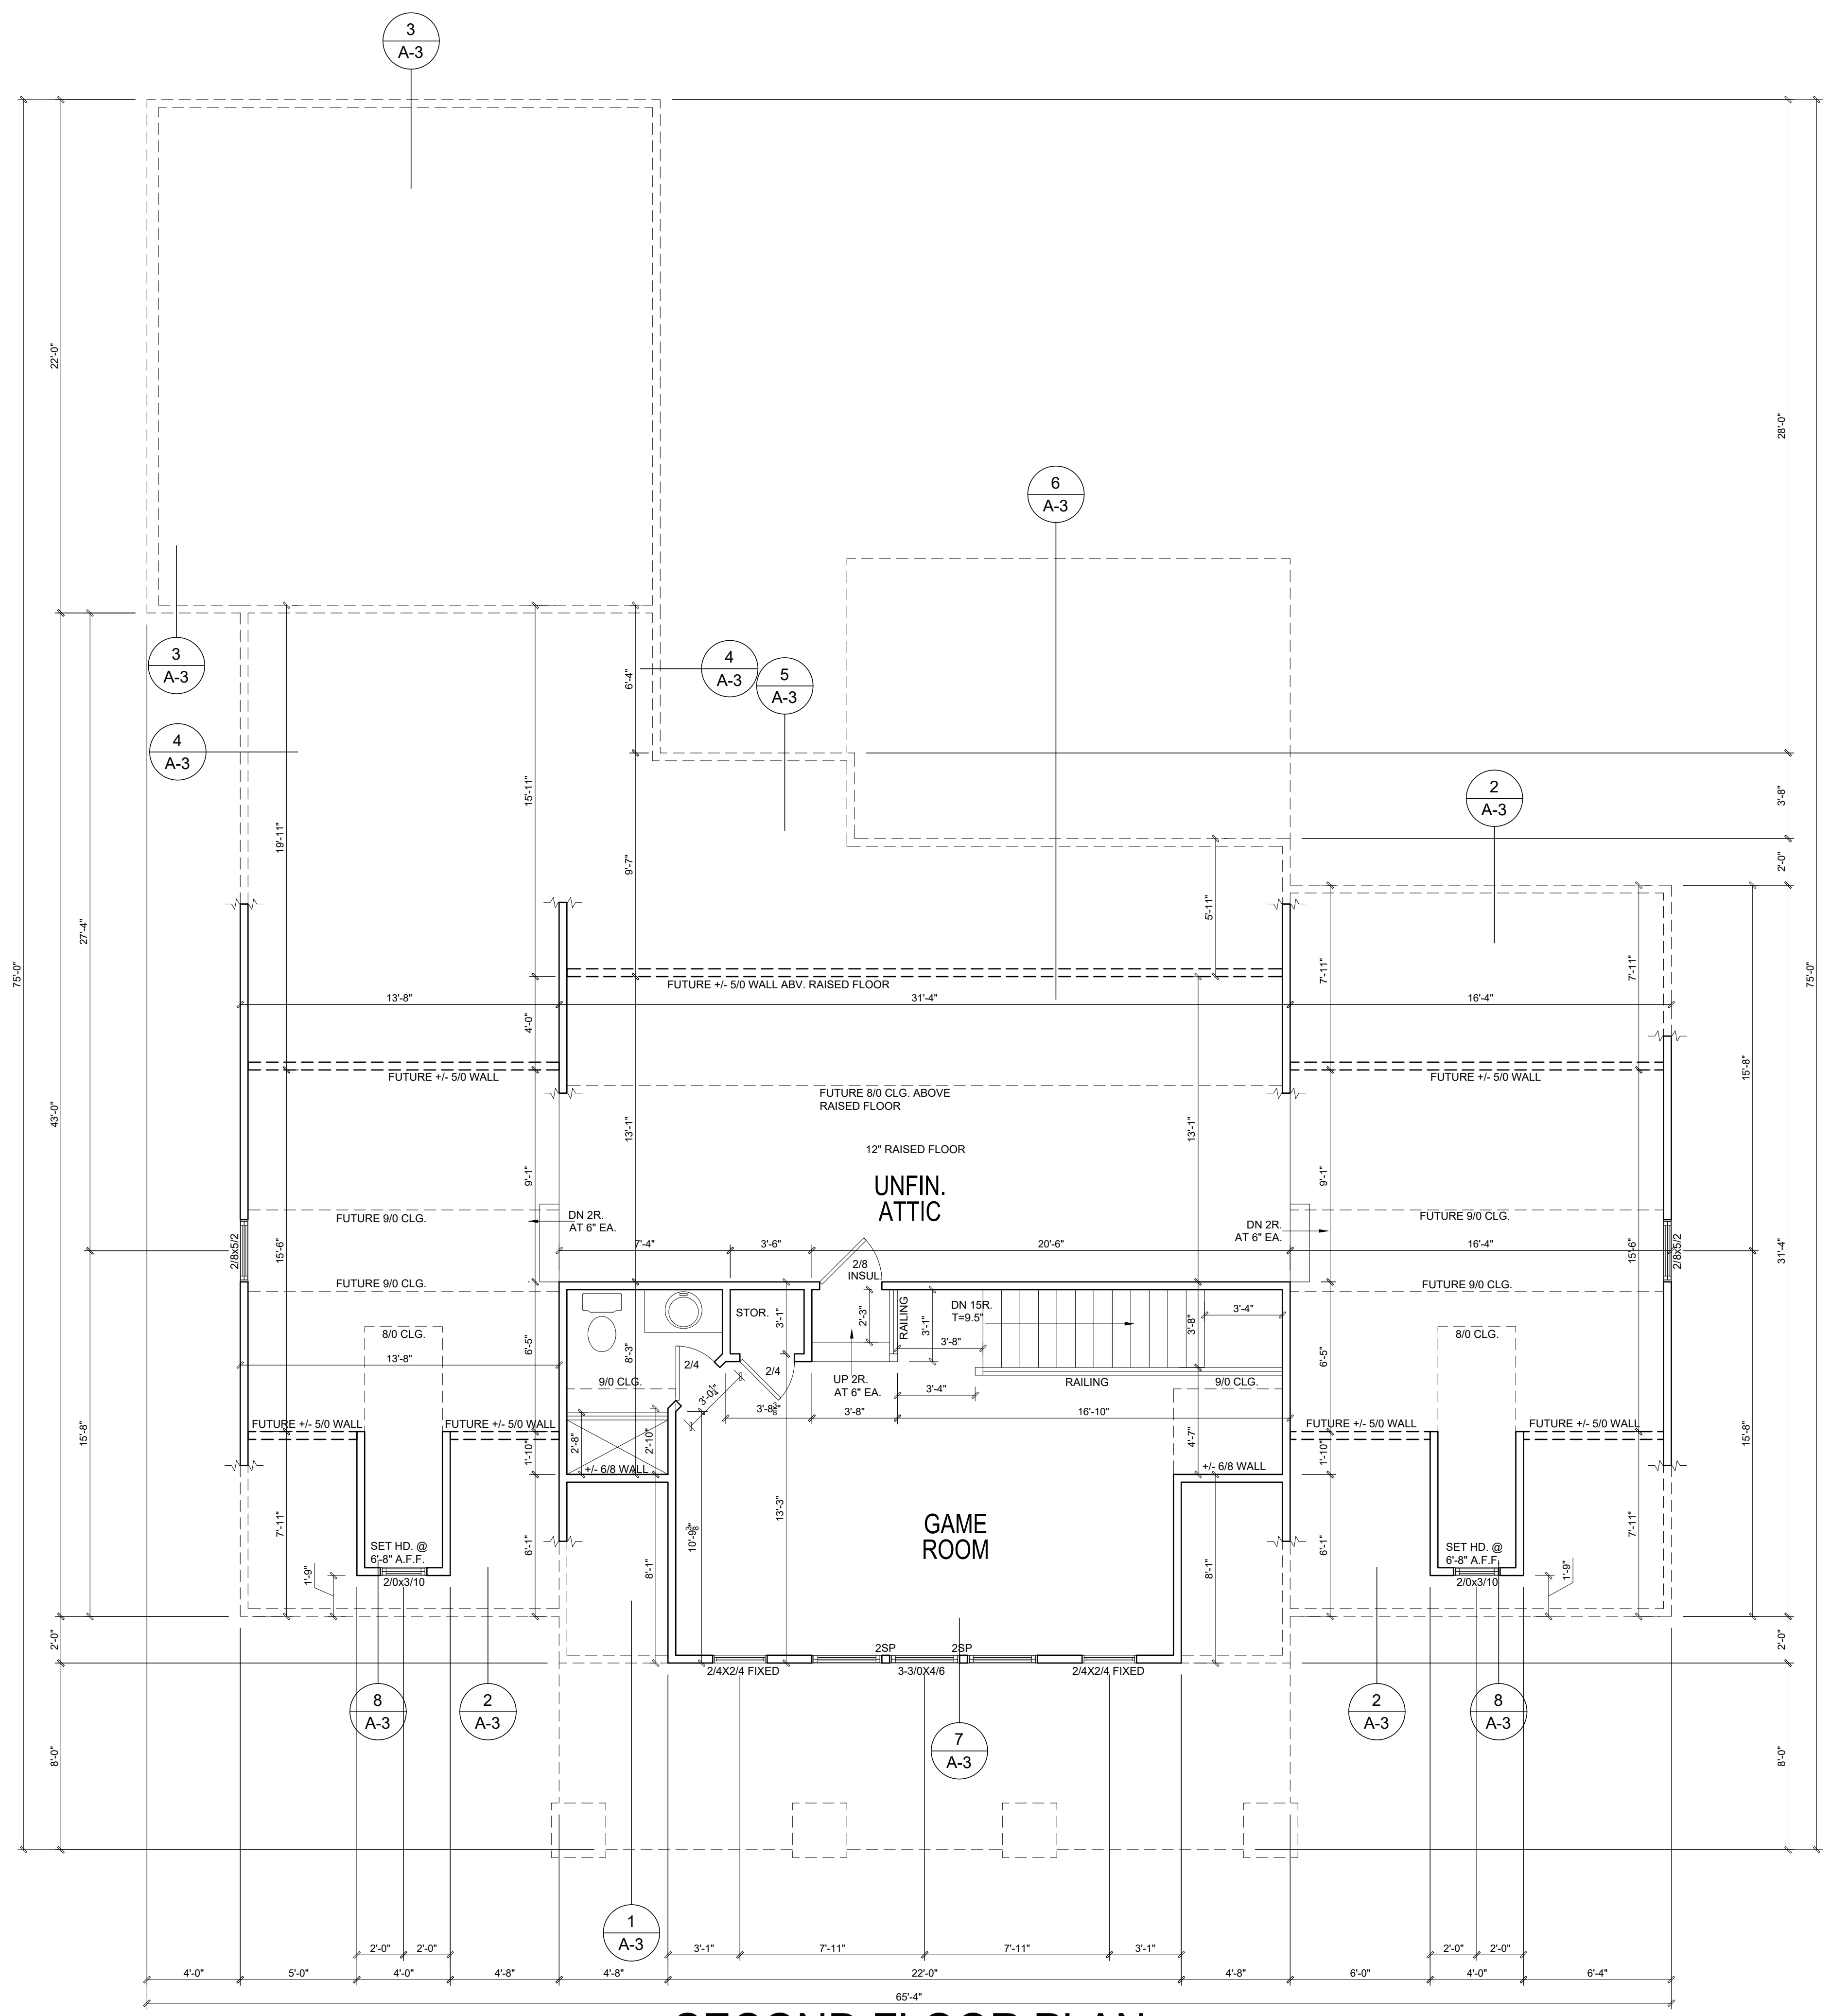 3
A-3
22'-0"
28'-0"
6
A-3
3
A-3
4
A-3
5
A-3
6'-4"
4
A-3
2
A-3
15'-11"
3'-8"
19'-11"
9'-7"
2'-0"
5'-11"
27'-4"
7'-11"
7'-11"
75'-0"
75'-0"
FUTURE +/- 5/0 WALL ABV. RAISED FLOOR
13'-8"
31'-4"
16'-4"
4'-0"
15'-8"
FUTURE +/- 5/0 WALL
FUTURE +/- 5/0 WALL
FUTURE 8/0 CLG. ABOVE
RAISED FLOOR
43'-0"
13'-1"
13'-1"
12" RAISED FLOOR
9'-1"
9'-1"
UNFIN.
ATTIC
FUTURE 9/0 CLG.
DN 2R.
AT 6" EA.
DN 2R.
AT 6" EA.
FUTURE 9/0 CLG.
2/8x5/2
15'-6"
7'-4"
3'-6"
20'-6"
16'-4"
15'-6"
2/8x5/2
31'-4"
2/8
INSUL.
FUTURE 9/0 CLG.
FUTURE 9/0 CLG.
STOR.
3'-1"
2'-3"
RAILING
3'-1"
DN 15R.
T=9.5"
3'-8"
3'-4"
8/0 CLG.
6'-5"
8'-3"
3'-8"
6'-5"
8/0 CLG.
13'-8"
2/4
2/4
9/0 CLG.
3'-0 1/4"
UP 2R.
AT 6" EA.
3'-4"
RAILING
9/0 CLG.
3'-8 3/8"
3'-8"
16'-10"
FUTURE +/- 5/0 WALL
FUTURE +/- 5/0 WALL
FUTURE +/- 5/0 WALL
FUTURE +/- 5/0 WALL
15'-8"
1'-10"
2'-8"
2'-10"
4'-7"
1'-10"
15'-8"
+/- 6/8 WALL
+/- 6/8 WALL
13'-3"
7'-11"
10'-9 3/8"
GAME
ROOM
7'-11"
6'-1"
6'-1"
SET HD. @
6'-8" A.F.F.
SET HD. @
6'-8" A.F.F.
1'-9"
2/0x3/10
8'-1"
8'-1"
2/0x3/10
1'-9"
2'-0"
2SP
2SP
2'-0"
2/4X2/4 FIXED
3-3/0X4/6
2/4X2/4 FIXED
8
A-3
2
A-3
7
A-3
2
A-3
8
A-3
8'-0"
8'-0"
1
A-3
2'-0"
2'-0"
3'-1"
7'-11"
7'-11"
3'-1"
2'-0"
2'-0"
4'-0"
5'-0"
4'-0"
4'-8"
4'-8"
22'-0"
4'-8"
6'-0"
4'-0"
6'-4"
65'-4"
SECOND FLOOR PLAN